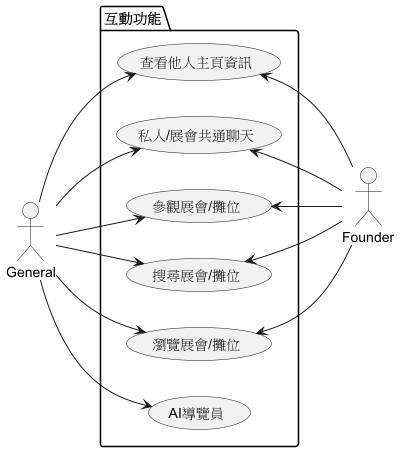 互動功能
查看他人主頁資訊
私人/展會共通聊天
參觀展會/攤位
搜尋展會/攤位
瀏覽展會/攤位
AI導覽員
General
Founder